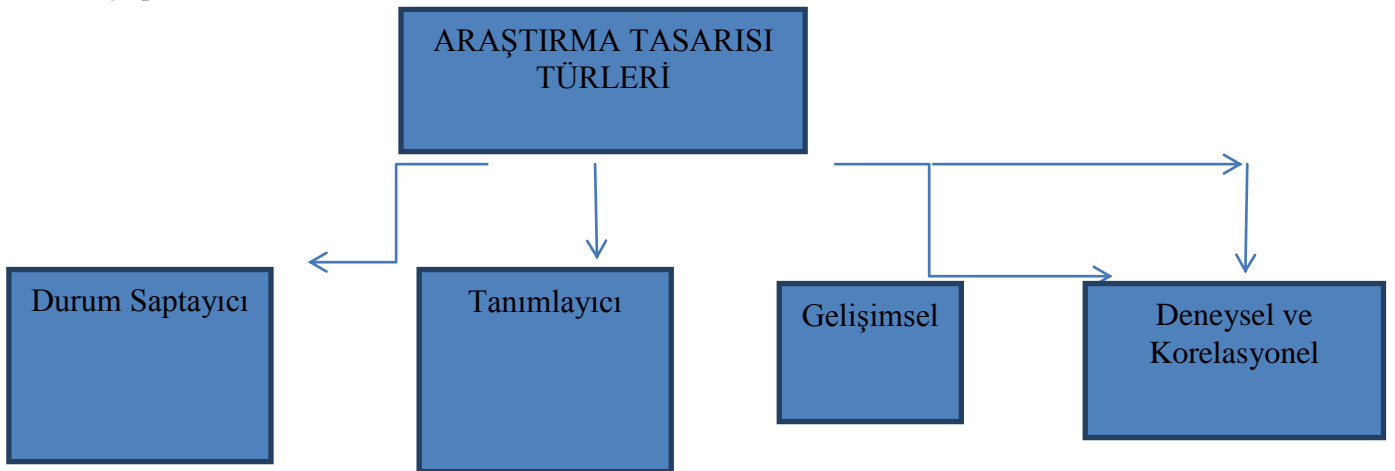 ARAŞTIRMA TASARISI
TÜRLERİ
Durum Saptayıcı
Tanımlayıcı
Gelişimsel
Deneysel ve
Korelasyonel